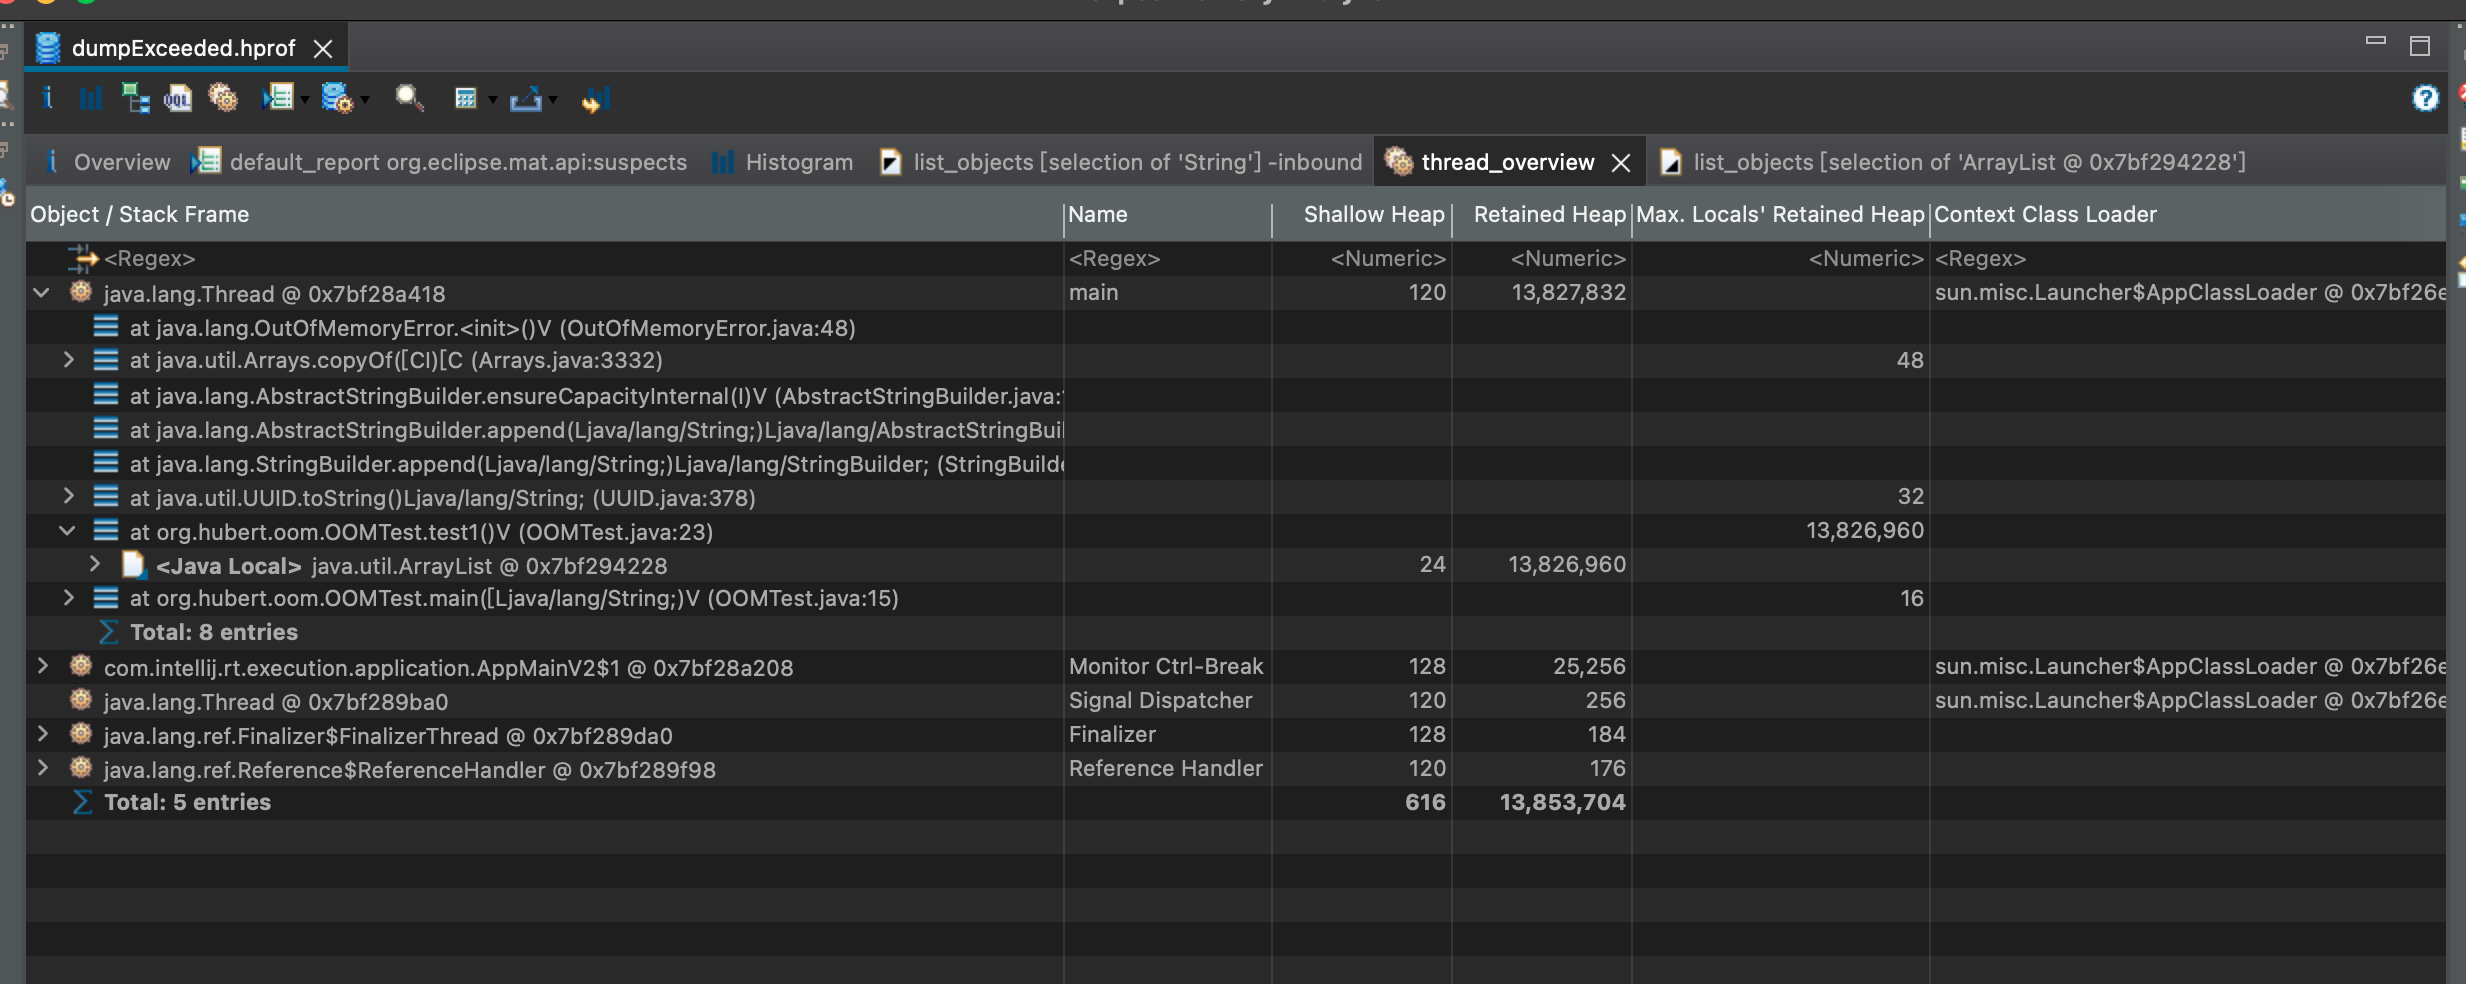 dumpExceeded.hprof
Overview default_report org.eclipse.mat.api:suspects Histogram list_objects [selection of 'String'] -inbound thread_overview list_objects [selection of 'ArrayList @ 0x7bf294228']
Object / Stack Frame Name Shallow Heap Retained Heap Max. Locals' Retained Heap Context Class Loader
<Regex> <Regex> <Numeric> <Numeric> <Numeric> <Regex>
java.lang.Thread @ 0x7bf28a418 main 120 13,827,832 sun.misc.Launcher$AppClassLoader @ 0x7bf26e
at java.lang.OutOfMemoryError.<init>()V (OutOfMemoryError.java:48)
at java.util.Arrays.copyOf([CI)[C (Arrays.java:3332) 48
at java.lang.AbstractStringBuilder.ensureCapacityInternal(I)V (AbstractStringBuilder.java:
at java.lang.AbstractStringBuilder.append(Ljava/lang/String;)Ljava/lang/AbstractStringBuil
at java.lang.StringBuilder.append(Ljava/lang/String;)Ljava/lang/StringBuilder; (StringBuilde
at java.util.UUID.toString()Ljava/lang/String; (UUID.java:378) 32
at org.hubert.oom.OOMTest.test1()V (OOMTest.java:23) 13,826,960
<Java Local> java.util.ArrayList @ 0x7bf294228 24 13,826,960
at org.hubert.oom.OOMTest.main([Ljava/lang/String;)V (OOMTest.java:15) 16
Total: 8 entries
com.intellij.rt.execution.application.AppMainV2$1 @ 0x7bf28a208 Monitor Ctrl-Break 128 25,256 sun.misc.Launcher$AppClassLoader @ 0x7bf26e
java.lang.Thread @ 0x7bf289ba0 Signal Dispatcher 120 256 sun.misc.Launcher$AppClassLoader @ 0x7bf26e
java.lang.ref.Finalizer$FinalizerThread @ 0x7bf289da0 Finalizer 128 184
java.lang.ref.Reference$ReferenceHandler @ 0x7bf289f98 Reference Handler 120 176
Total: 5 entries 616 13,853,704